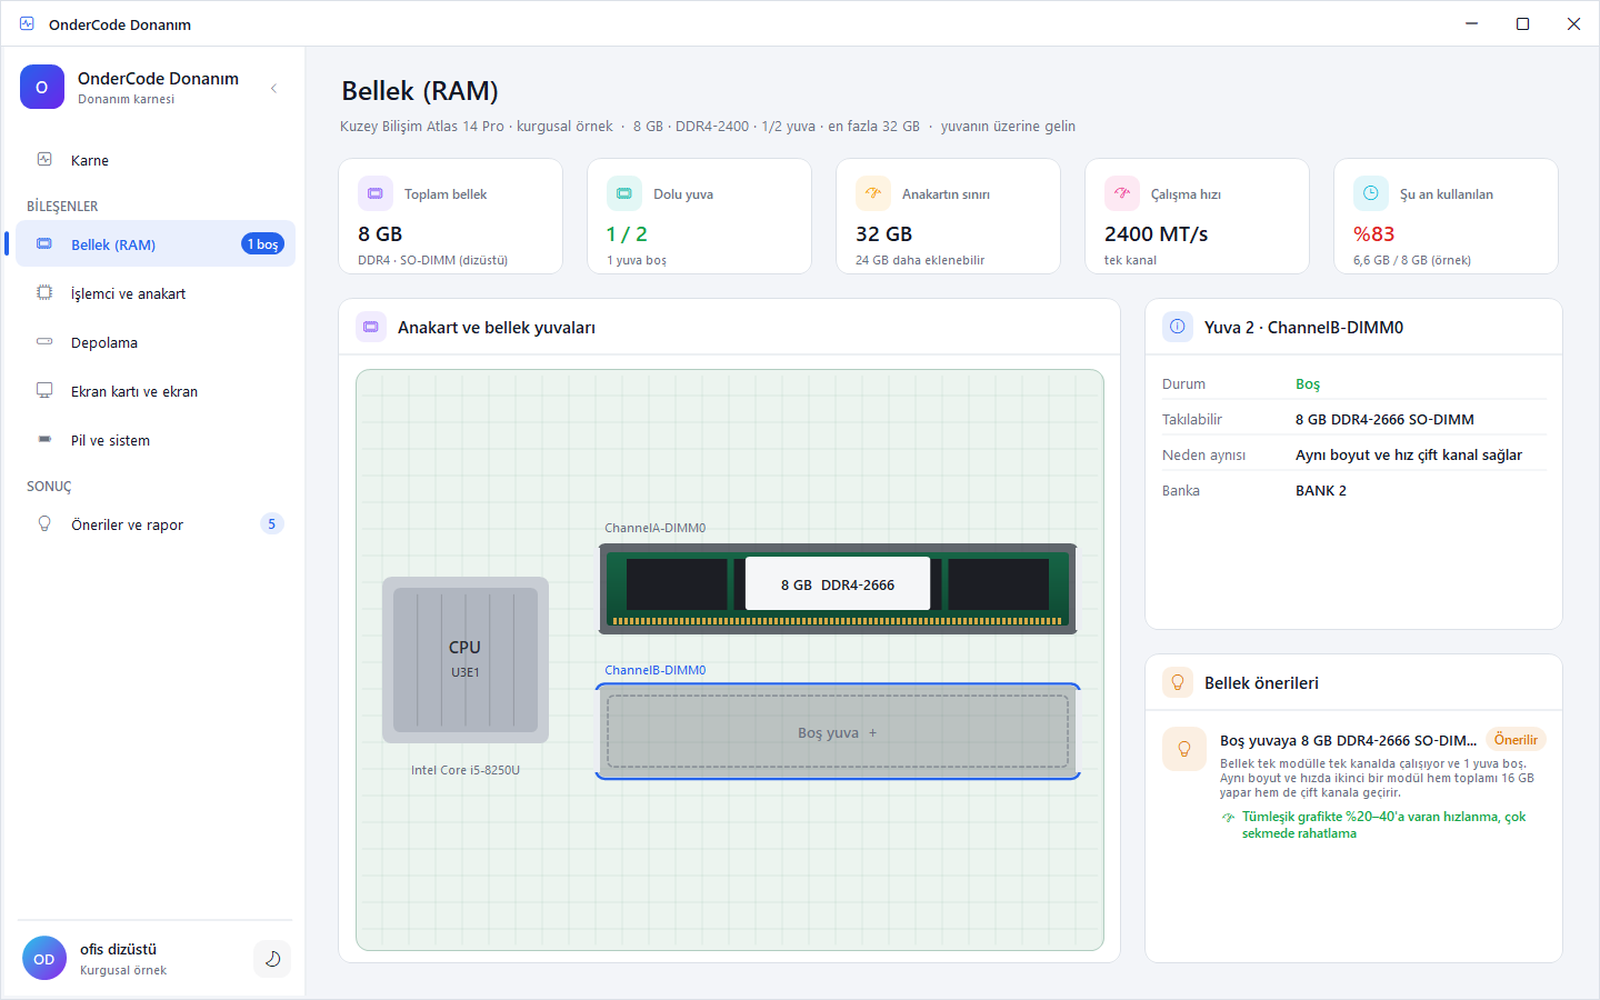 OnderCode Donanım
O
OnderCode Donanım
Donanım karnesi
Karne
BİLEŞENLER
Bellek (RAM)
1 boş
İşlemci ve anakart
Depolama
Ekran kartı ve ekran
Pil ve sistem
SONUÇ
Öneriler ve rapor
5
OD
ofis dizüstü
Kurgusal örnek
Bellek (RAM)
Kuzey Bilişim Atlas 14 Pro · kurgusal örnek · 8 GB · DDR4-2400 · 1/2 yuva · en fazla 32 GB · yuvanın üzerine gelin
Toplam bellek
8 GB
DDR4 · SO-DIMM (dizüstü)
Dolu yuva
1 / 2
1 yuva boş
Anakartın sınırı
32 GB
24 GB daha eklenebilir
Çalışma hızı
2400 MT/s
tek kanal
Şu an kullanılan
%83
6,6 GB / 8 GB (örnek)
Anakart ve bellek yuvaları
ChannelA-DIMM0
8 GB DDR4-2666
CPU
U3E1
Intel Core i5-8250U
ChannelB-DIMM0
Boş yuva +
Yuva 2 · ChannelB-DIMM0
Durum Boş
Takılabilir 8 GB DDR4-2666 SO-DIMM
Neden aynısı Aynı boyut ve hız çift kanal sağlar
Banka BANK 2
Bellek önerileri
Boş yuvaya 8 GB DDR4-2666 SO-DIM...
Önerilir
Bellek tek modülle tek kanalda çalışıyor ve 1 yuva boş.
Aynı boyut ve hızda ikinci bir modül hem toplamı 16 GB
yapar hem de çift kanala geçirir.
Tümleşik grafikte %20–40'a varan hızlanma, çok
sekmede rahatlama